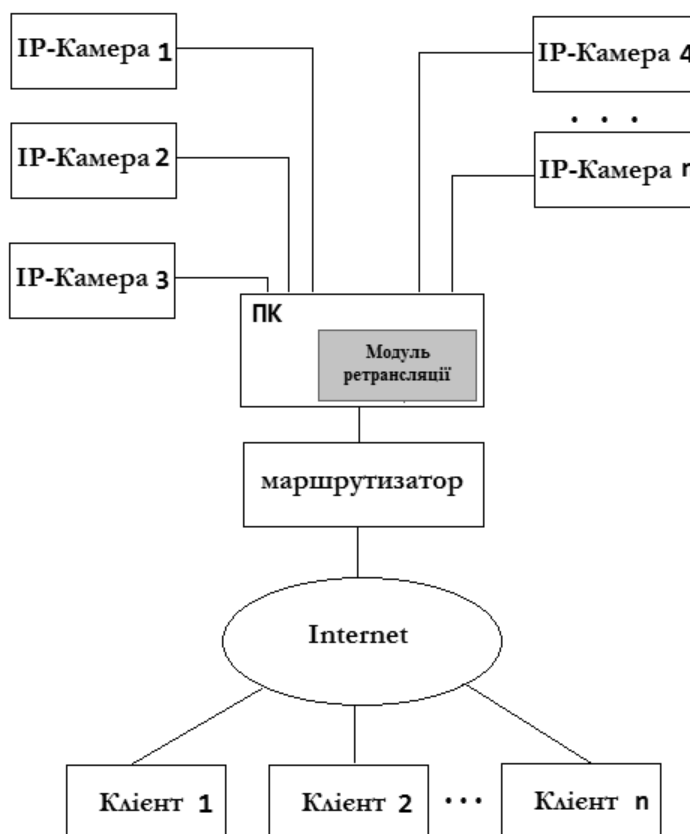 IP-Камера 1
IP-Камера 4
. . .
IP-Камера 2
IP-Камера n
IP-Камера 3
ПК
Модуль
ретрансляції
маршрутизатор
Internet
Клієнт 1
Клієнт 2
...
Клієнт n